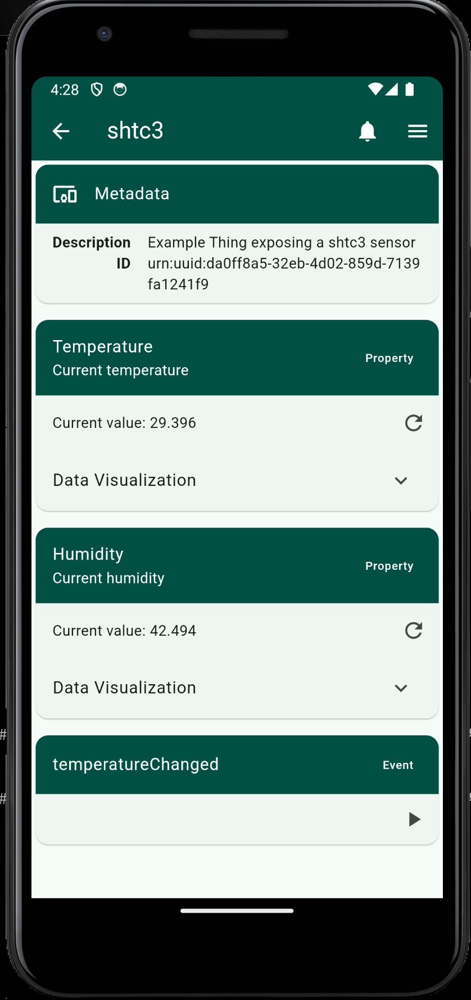 4:28
shtc3
Metadata
Description Example Thing exposing a shtc3 sensor
ID urn:uuid:da0ff8a5-32eb-4d02-859d-7139
fa1241f9
Temperature
Current temperature
Property
Current value: 29.396
Data Visualization
Humidity
Current humidity
Property
Current value: 42.494
Data Visualization
temperatureChanged
Event
#
#